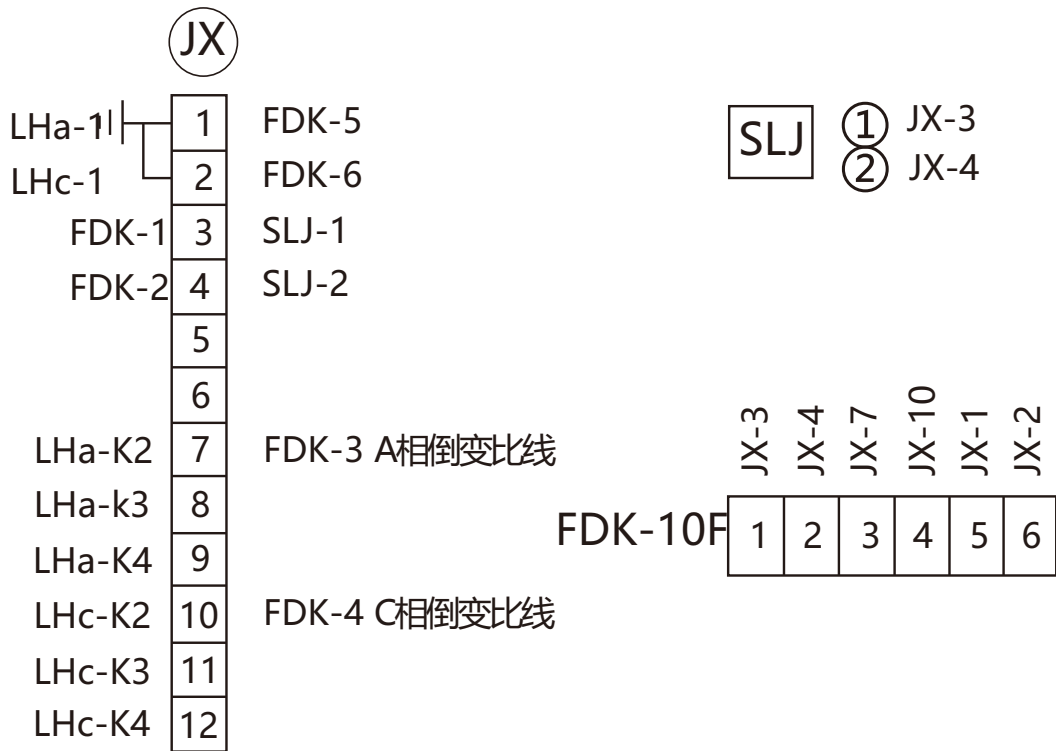 JX
LHa-1 1 FDK-5
LHc-1 2 FDK-6
FDK-1 3 SLJ-1
FDK-2 4 SLJ-2
5
6
LHa-K2 7 FDK-3 A相倒变比线
LHa-k3 8
LHa-K4 9
LHc-K2 10 FDK-4 C相倒变比线
LHc-K3 11
LHc-K4 12
SLJ ① JX-3
② JX-4
JX-3 JX-4 JX-7 JX-10 JX-1 JX-2
FDK-10F 1 2 3 4 5 6